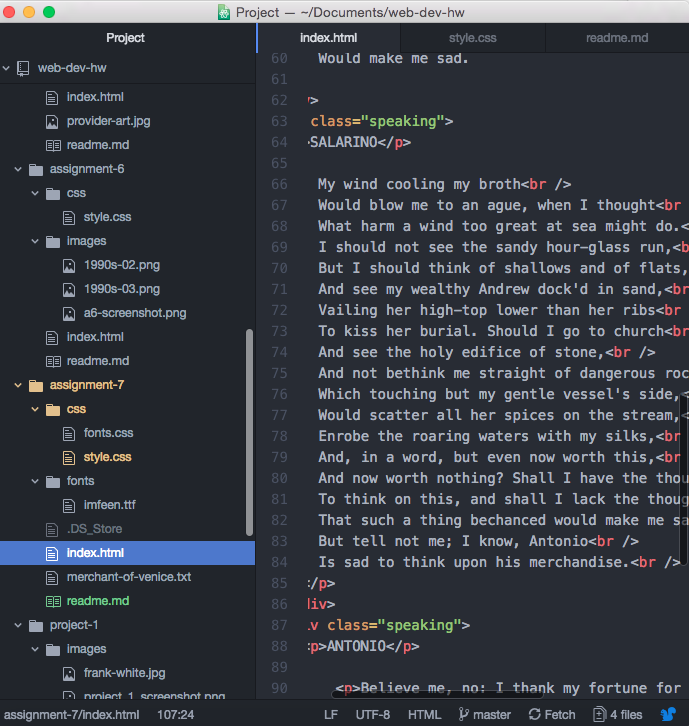 Project — ~/Documents/web-dev-hw
Project
index.html
style.css
readme.md
web-dev-hw
index.html
provider-art.jpg
readme.md
assignment-6
css
style.css
images
1990s-02.png
1990s-03.png
a6-screenshot.png
index.html
readme.md
assignment-7
css
fonts.css
style.css
fonts
imfeen.ttf
.DS_Store
index.html
merchant-of-venice.txt
readme.md
project-1
images
frank-white.jpg
project_1_screenshot.png
60 Would make me sad.
61
62 >
63 class="speaking">
64 >SALARINO</p>
65
66 My wind cooling my broth<br />
67 Would blow me to an ague, when I thought<br
68 What harm a wind too great at sea might do.<
69 I should not see the sandy hour-glass run,<b
70 But I should think of shallows and of flats,
71 And see my wealthy Andrew dock'd in sand,<br
72 Vailing her high-top lower than her ribs<br
73 To kiss her burial. Should I go to church<br
74 And see the holy edifice of stone,<br />
75 And not bethink me straight of dangerous roc
76 Which touching but my gentle vessel's side,<
77 Would scatter all her spices on the stream,<
78 Enrobe the roaring waters with my silks,<br
79 And, in a word, but even now worth this,<br
80 And now worth nothing? Shall I have the thou
81 To think on this, and shall I lack the thoug
82 That such a thing bechanced would make me sa
83 But tell not me; I know, Antonio<br />
84 Is sad to think upon his merchandise.<br />
85 </p>
86 div>
87 v class="speaking">
88 <p>ANTONIO</p>
89
90 <p>Believe me, no: I thank my fortune for
assignment-7/index.html 107:24 LF UTF-8 HTML master Fetch 4 files